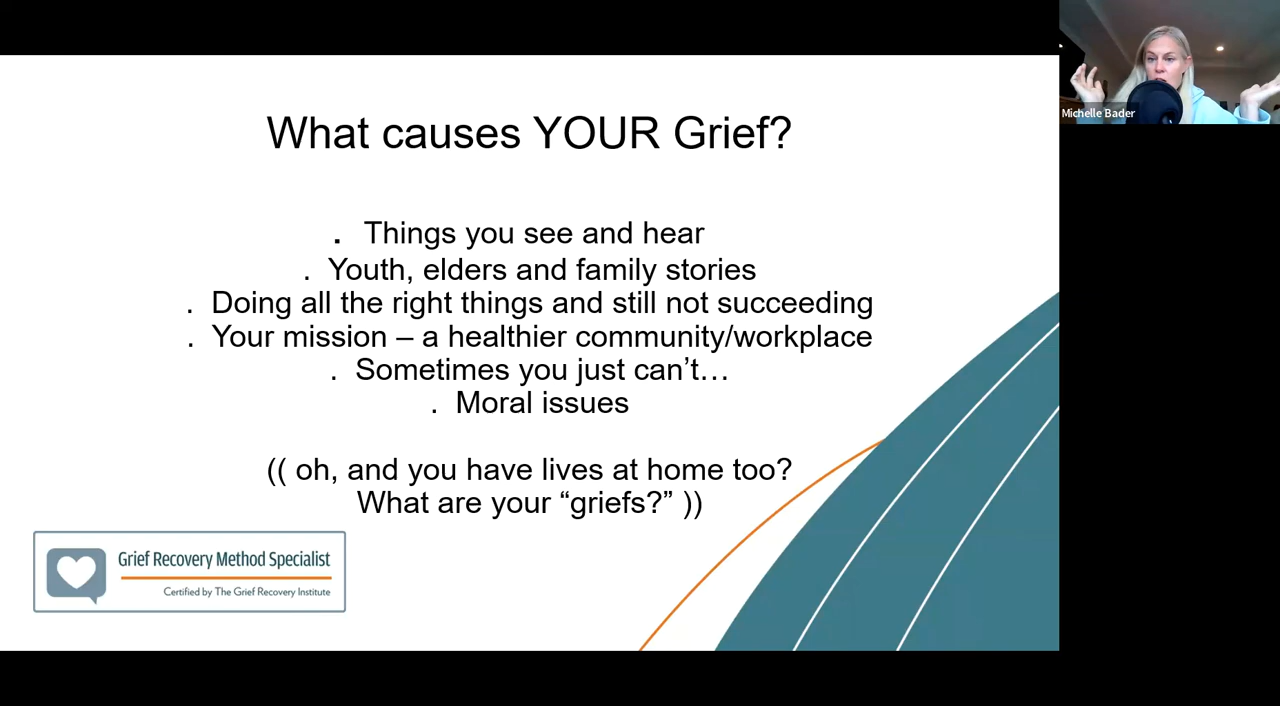 What causes YOUR Grief?
. Things you see and hear
. Youth, elders and family stories
. Doing all the right things and still not succeeding
. Your mission – a healthier community/workplace
. Sometimes you just can’t…
. Moral issues
(( oh, and you have lives at home too?
What are your “griefs?” ))
Grief Recovery Method Specialist
Certified by The Grief Recovery Institute
Michelle Bader